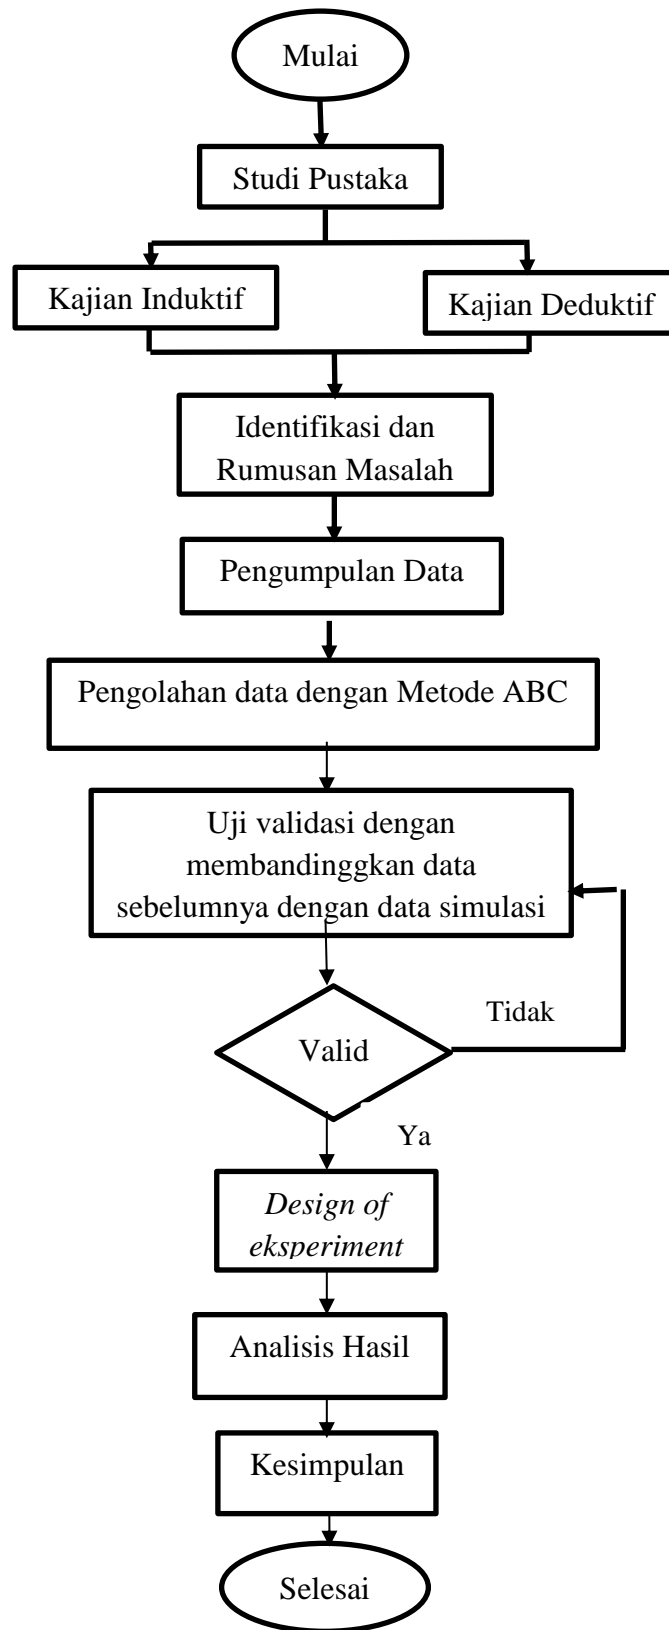 Mulai
Studi Pustaka
Kajian Induktif
Kajian Deduktif
Identifikasi dan
Rumusan Masalah
Pengumpulan Data
Pengolahan data dengan Metode ABC
Uji validasi dengan
membandinggkan data
sebelumnya dengan data simulasi
Tidak
Valid
Ya
Design of
eksperiment
Analisis Hasil
Kesimpulan
Selesai